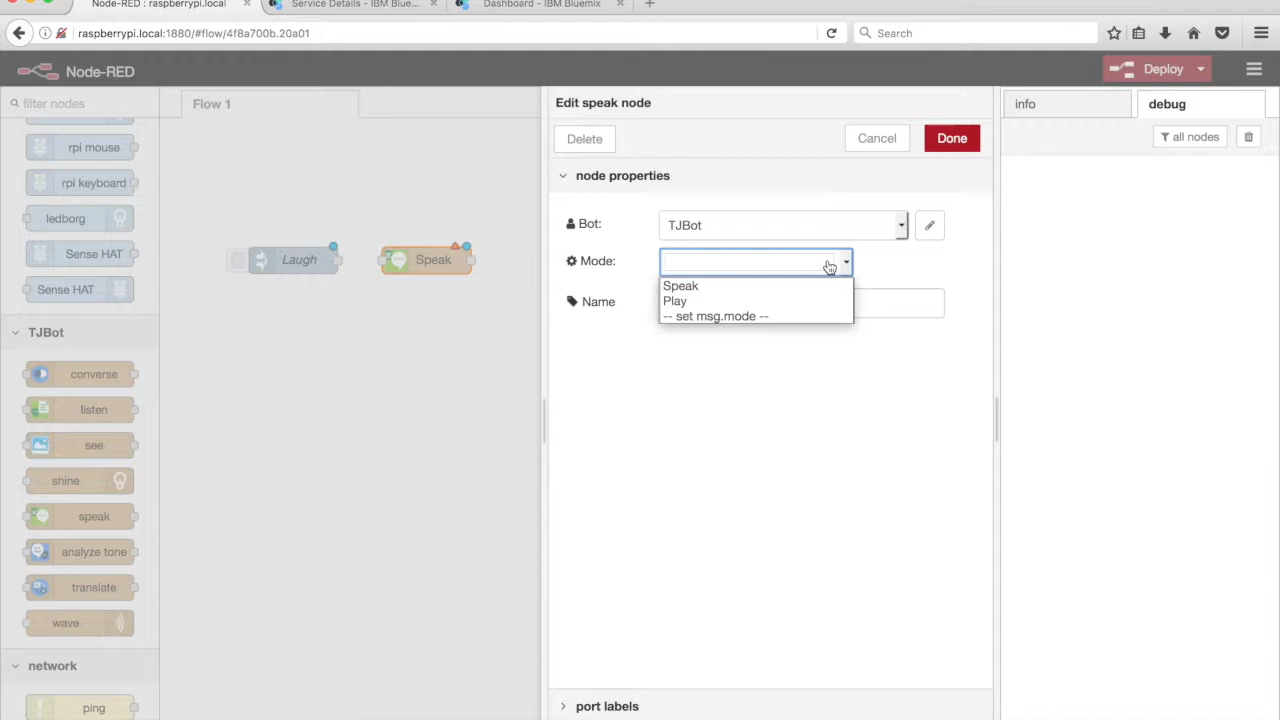 Node-RED : raspberrypi.local
Service Details - IBM Blue...
Dashboard - IBM Bluemix
raspberrypi.local:1880/#flow/4f8a700b.20a01
Search
Node-RED
Deploy
filter nodes
Flow 1
Edit speak node
info
debug
Delete
Cancel
Done
all nodes
rpi mouse
node properties
rpi keyboard
ledborg
Bot:
TJBot
Sense HAT
Laugh
Speak
Mode:
Sense HAT
Speak
Play
-- set msg.mode --
Name
TJBot
converse
listen
see
shine
speak
analyze tone
translate
wave
network
ping
port labels